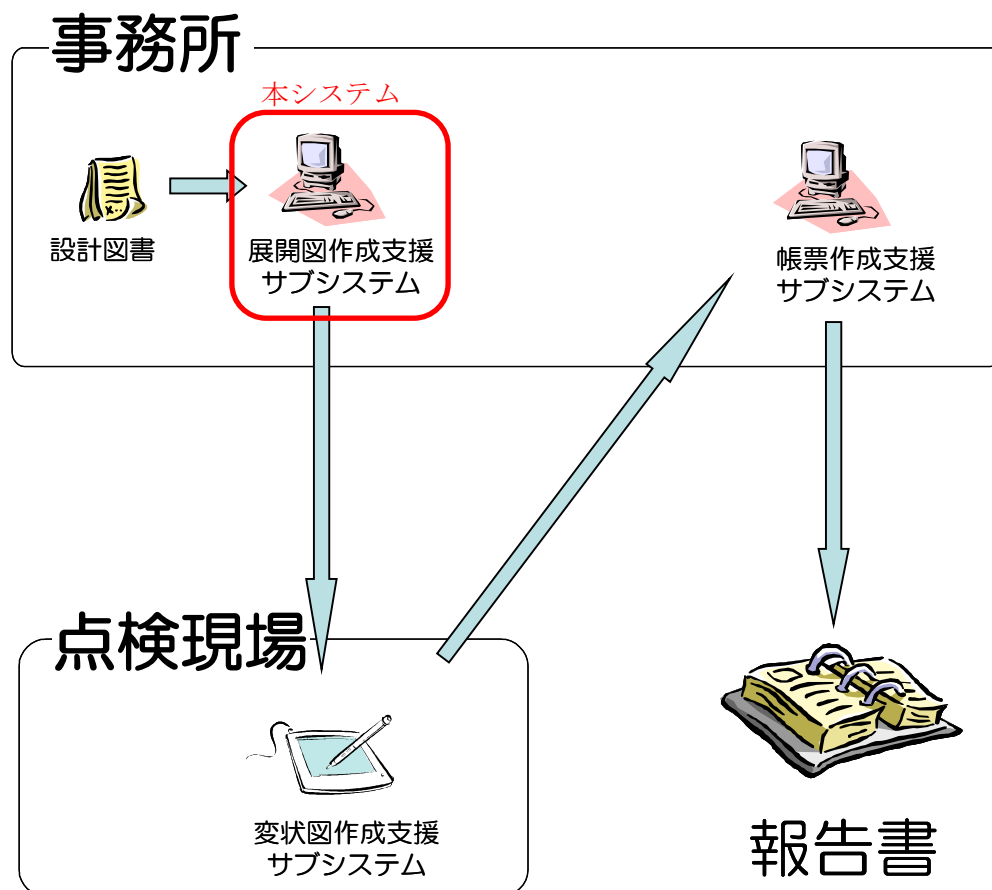 事務所
本システム
設計図書
展開図作成支援
サブシステム
帳票作成支援
サブシステム
点検現場
変状図作成支援
サブシステム
報告書